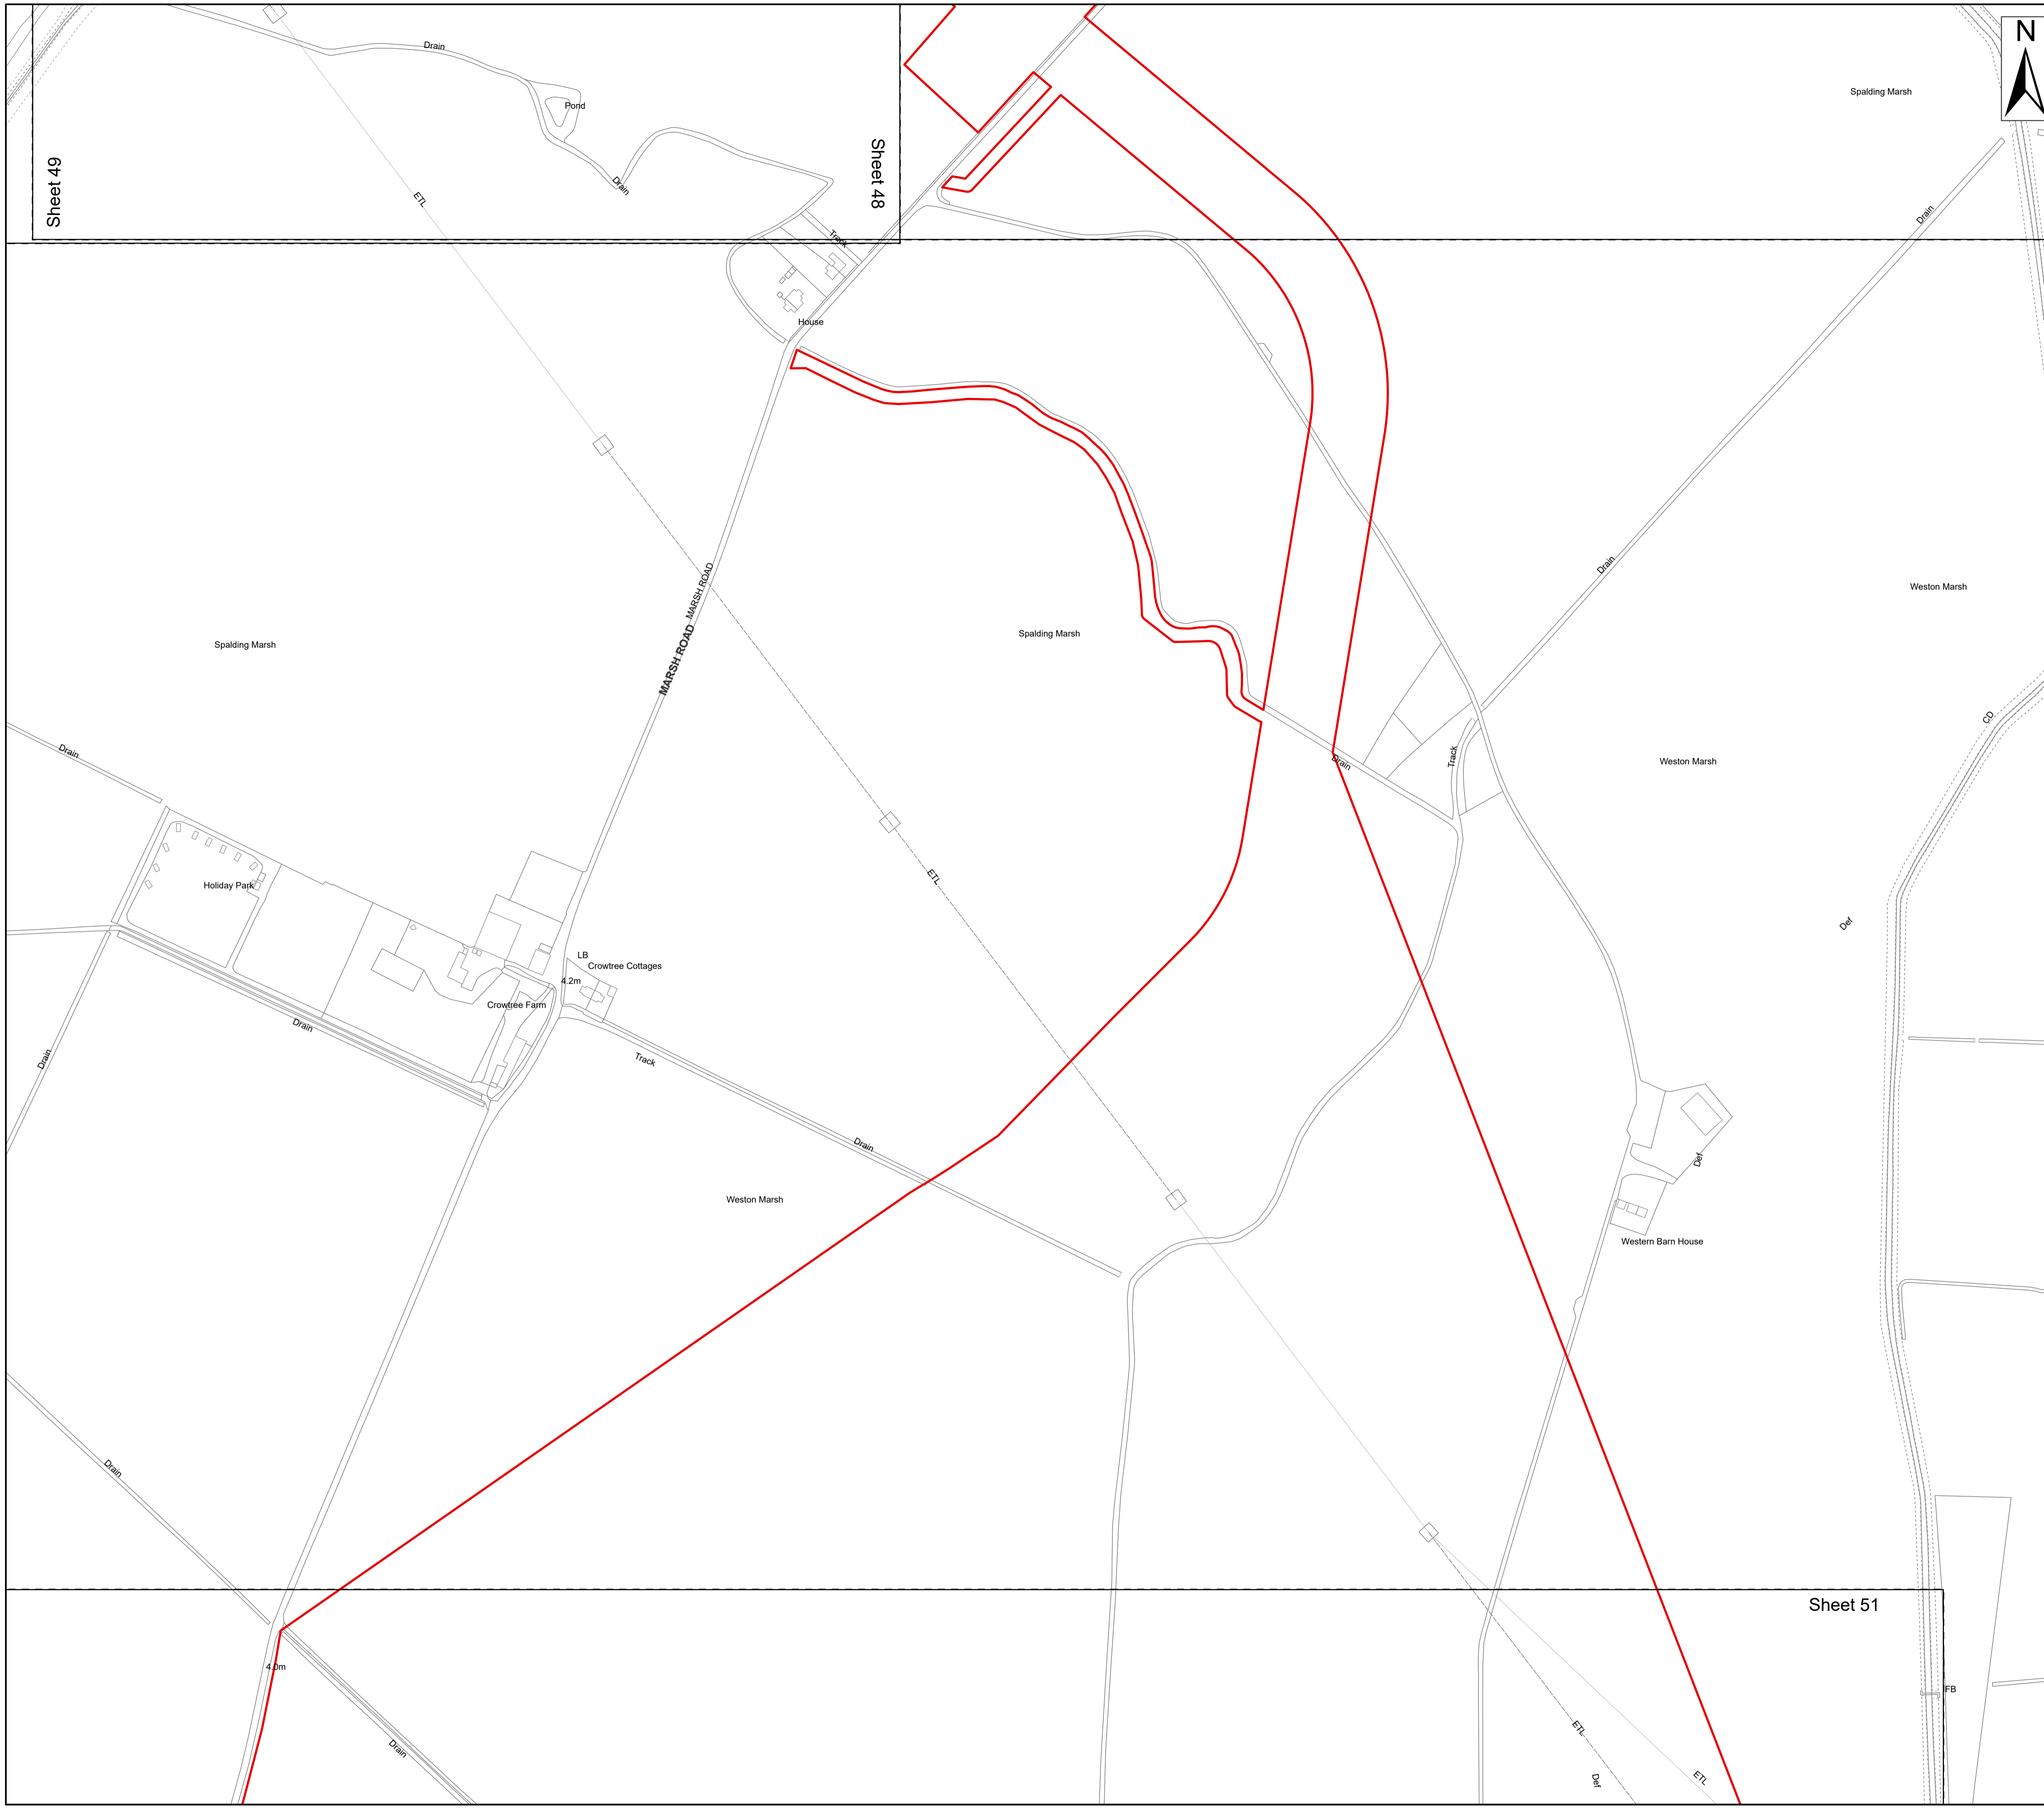 N
Drain
Spalding Marsh
Pond
Sheet 49
Sheet 48
Drain
ETL
Drain
Track
House
Drain
MARSH ROAD
Weston Marsh
Spalding Marsh
Spalding Marsh
MARSH ROAD
CD
Drain
Track
Drain
Weston Marsh
ETL
Holiday Park
Def
LB
Crowtree Cottages
4.2m
Crowtree Farm
Drain
Drain
Track
Drain
Def
Weston Marsh
Western Barn House
Drain
Sheet 51
4.0m
FB
ETL
Drain
Def
ETL